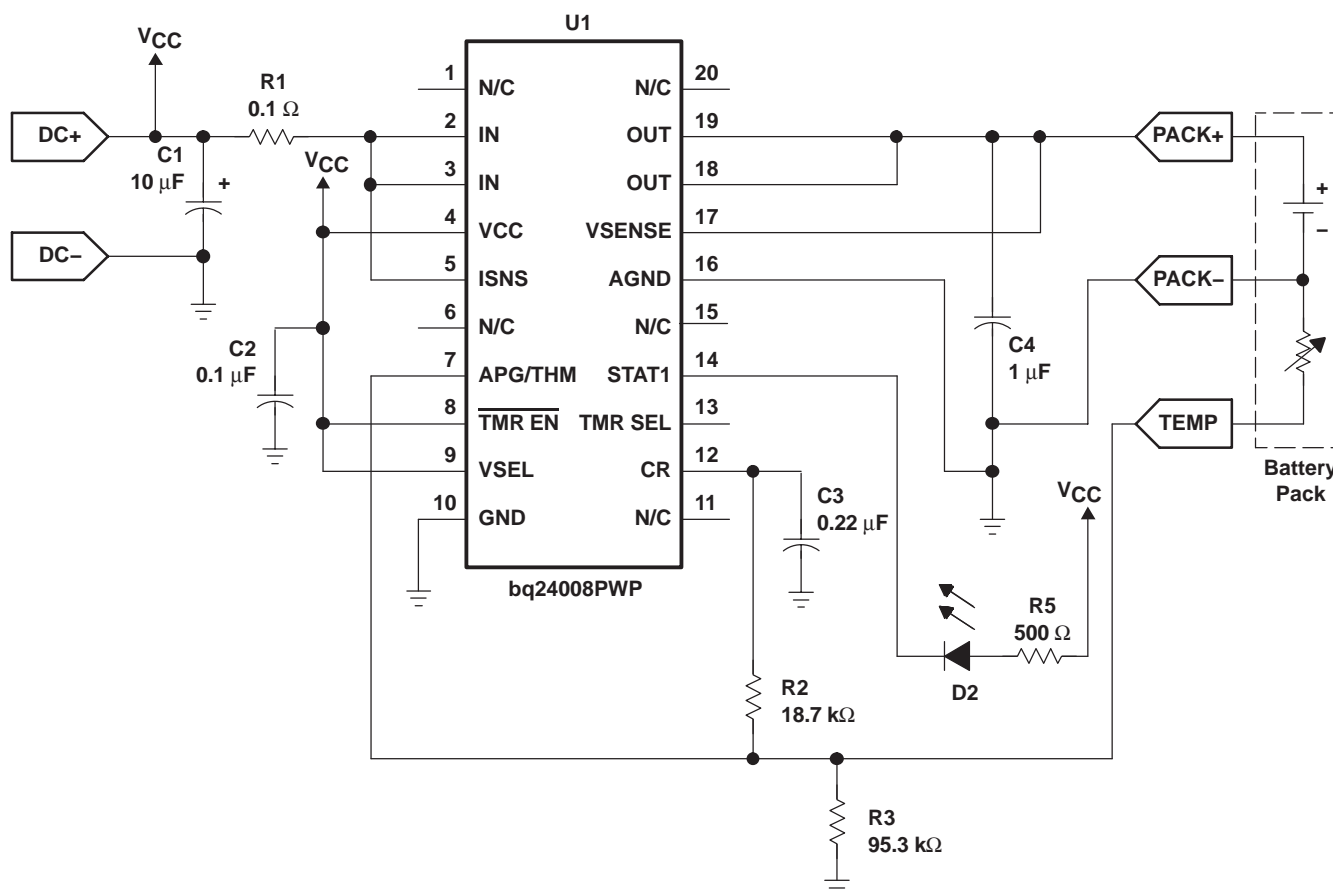 U1
VCC
R1
0.1 Ω
DC+
C1
10 μF
+
DC−
VCC
C2
0.1 μF
1 N/C
2 IN
3 IN
4 VCC
5 ISNS
6 N/C
7 APG/THM
8 TMR EN
9 VSEL
10 GND
N/C 20
OUT 19
OUT 18
VSENSE 17
AGND 16
N/C 15
STAT1 14
TMR SEL 13
CR 12
N/C 11
bq24008PWP
C3
0.22 μF
C4
1 μF
PACK+
PACK−
TEMP
+
−
Battery
Pack
VCC
R5
500 Ω
D2
R2
18.7 kΩ
R3
95.3 kΩ